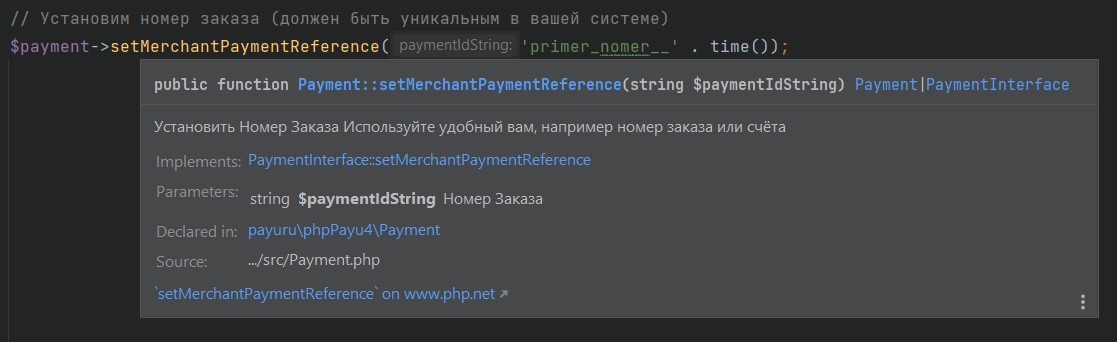 // Установим номер заказа (должен быть уникальным в вашей системе)
$payment->setMerchantPaymentReference( paymentIdString: 'primer_nomer__' . time());
public function Payment::setMerchantPaymentReference(string $paymentIdString) Payment|PaymentInterface
Установить Номер Заказа Используйте удобный вам, например номер заказа или счёта
Implements: PaymentInterface::setMerchantPaymentReference
Parameters: string $paymentIdString Номер Заказа
Declared in: payuru\phpPayu4\Payment
Source: .../src/Payment.php
`setMerchantPaymentReference` on www.php.net ↗